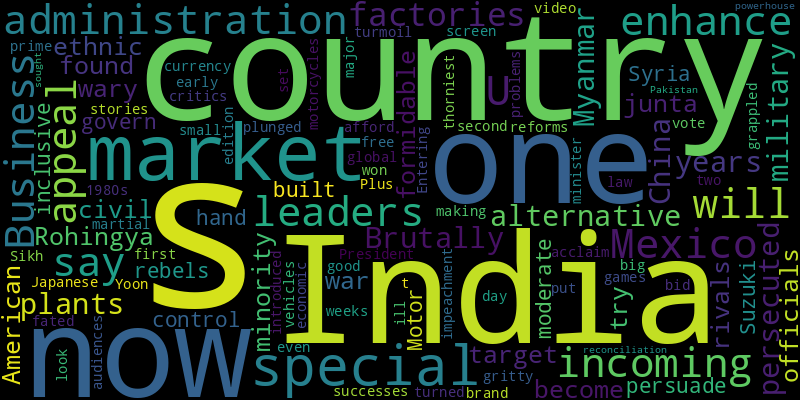 powerhouse
administration factories video enhance
turmoil screen
country
prime ethnic major
found currency Syria
sought wary early set motorcycles thorniest U problems Myanmar Pakistan
Business stories critics formidable junta military
govern edition
appeal inclusive small plunged afford second reforms vote grappled
market free Entering one minister China
global years
won law two
1980s Plus built will
civil hand leaders making alternative
martial
Rohingya S Brutally Mexico
Sikh first minority President India acclaim persecuted
say rebels war good moderate big rivals officials
American Japanese Yoon introduced vehicles economic t impeachment games try Suzuki
plants weeks ill Motor day put bid
fated now control
audiences even target reconciliation
look special gritty incoming
successes turned brand become persuade